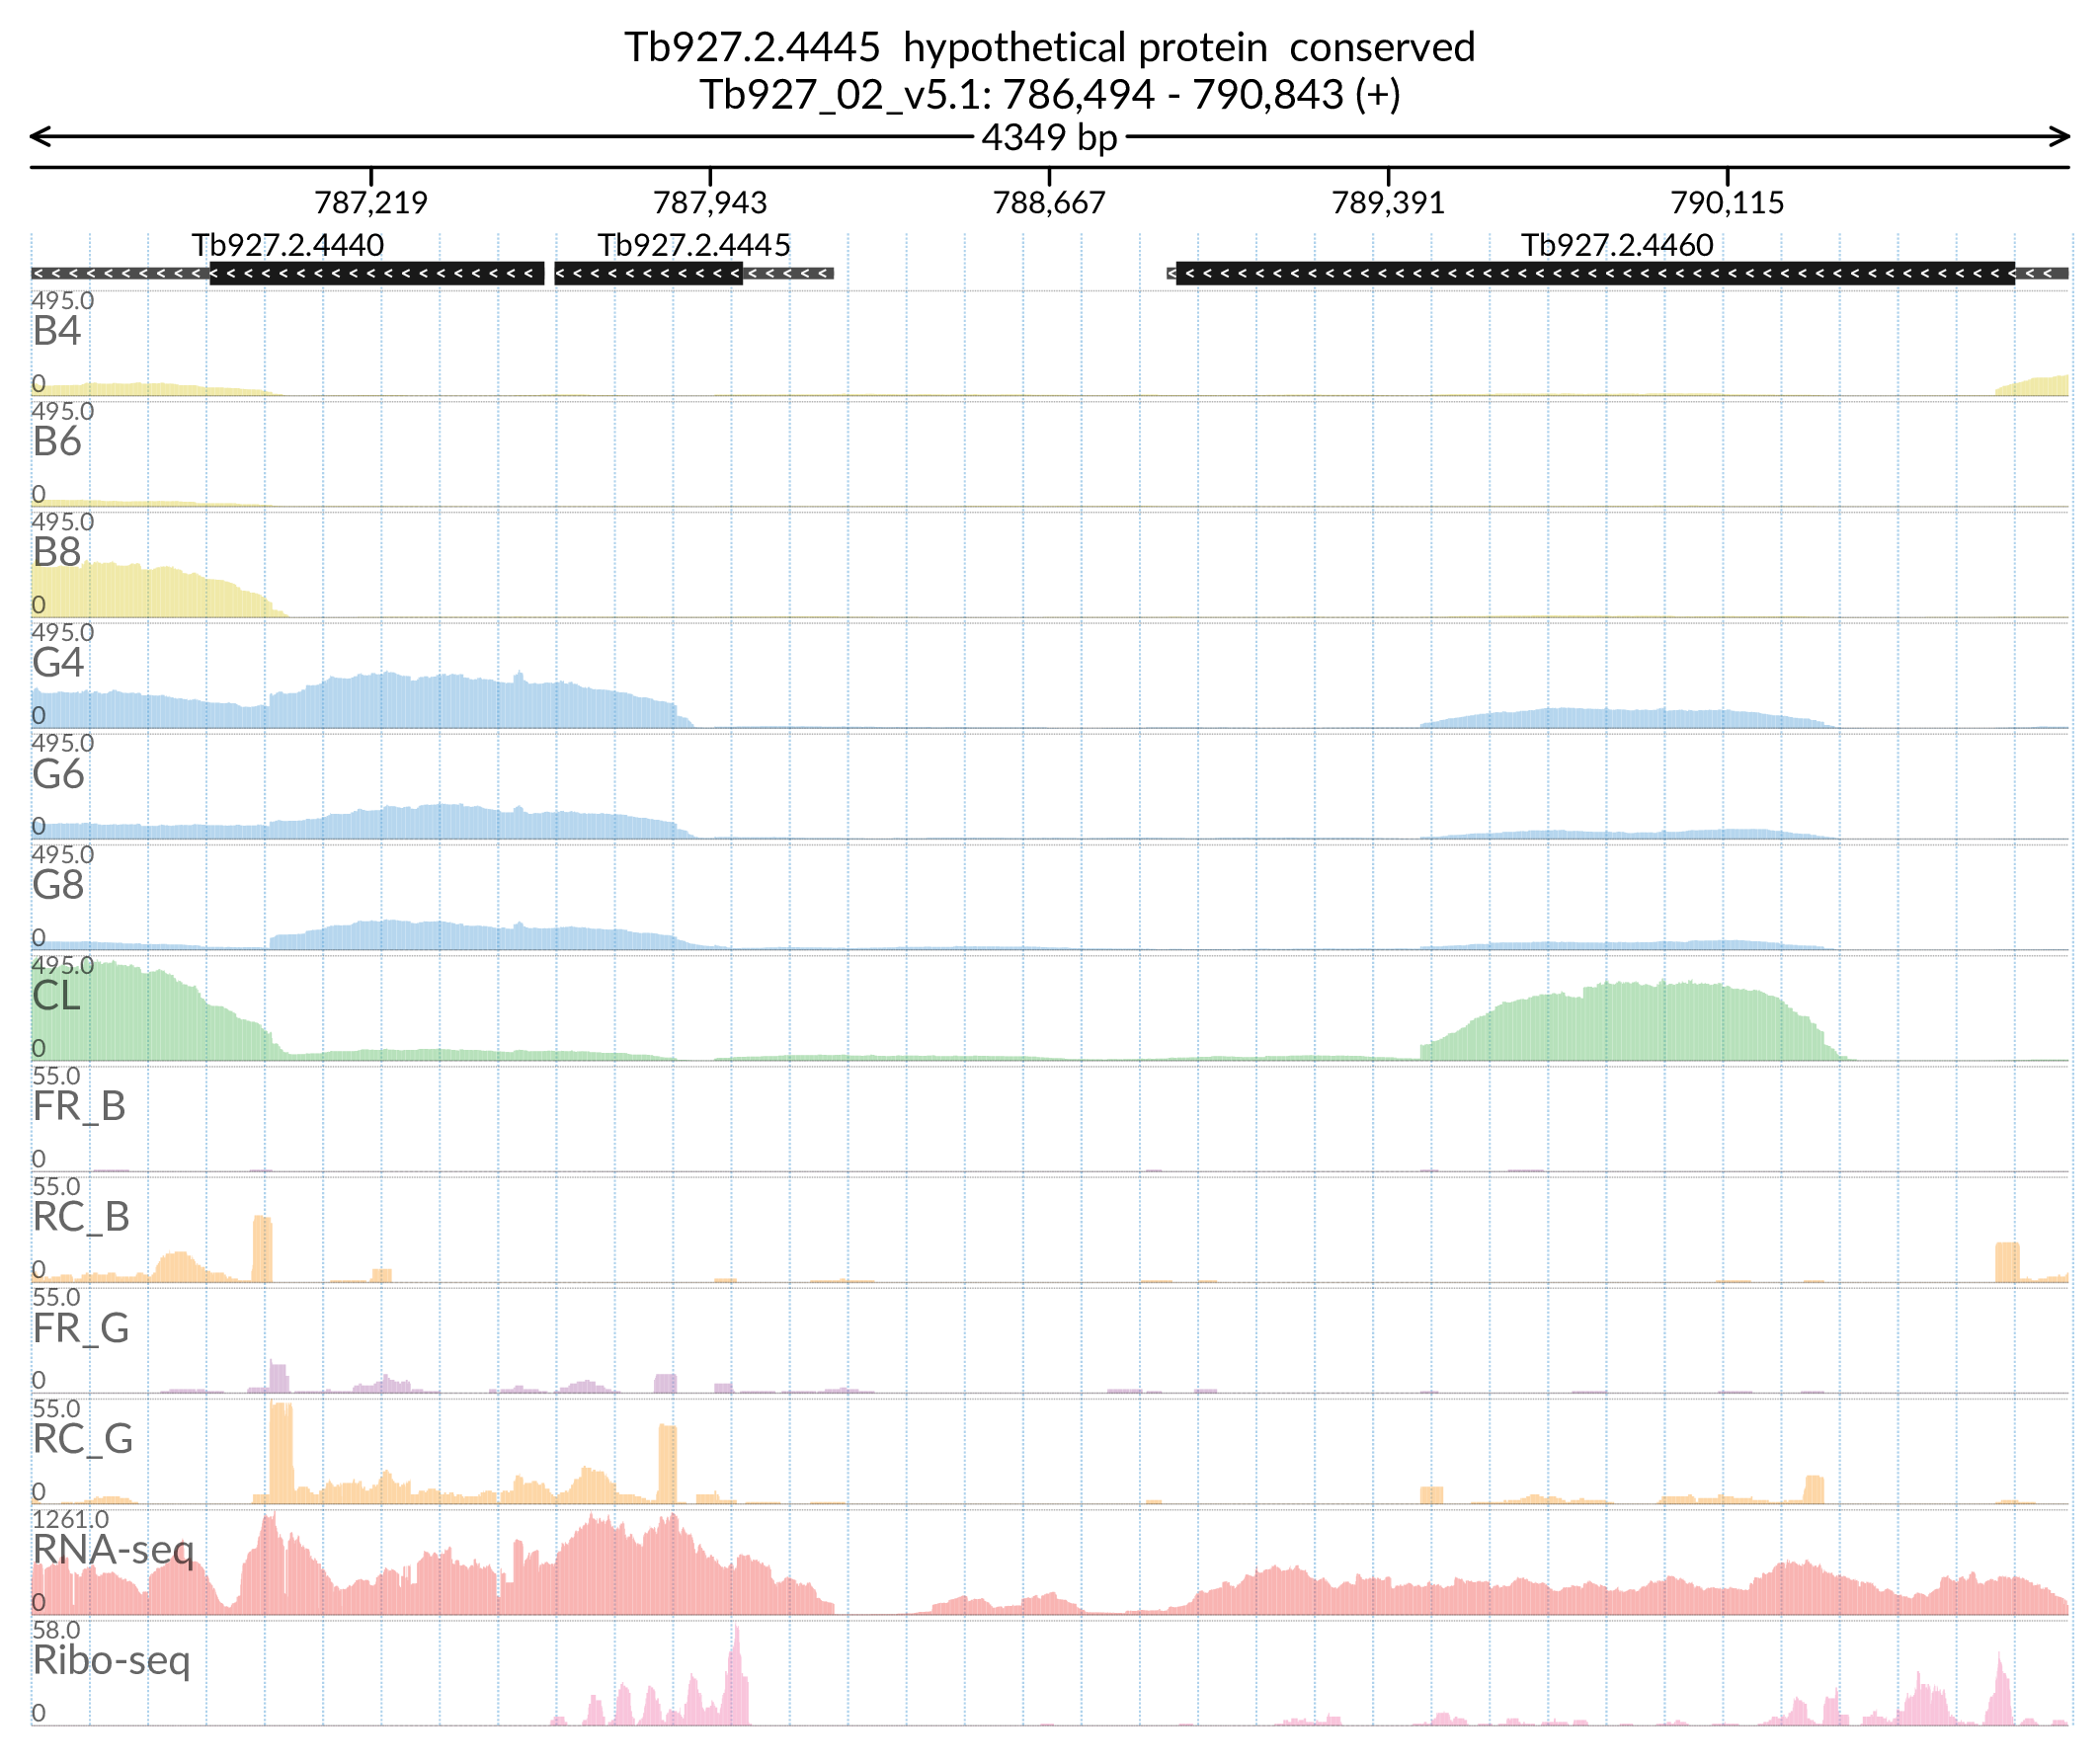 Tb927.2.4445 hypothetical protein conserved
Tb927_02_v5.1: 786,494 - 790,843 (+)
4349 bp
787,219 787,943 788,667 789,391 790,115
Tb927.2.4440 Tb927.2.4445 Tb927.2.4460
495.0
B4
0
495.0
B6
0
495.0
B8
0
495.0
G4
0
495.0
G6
0
495.0
G8
0
495.0
CL
0
55.0
FR_B
0
55.0
RC_B
0
55.0
FR_G
0
55.0
RC_G
0
1261.0
RNA-seq
0
58.0
Ribo-seq
0